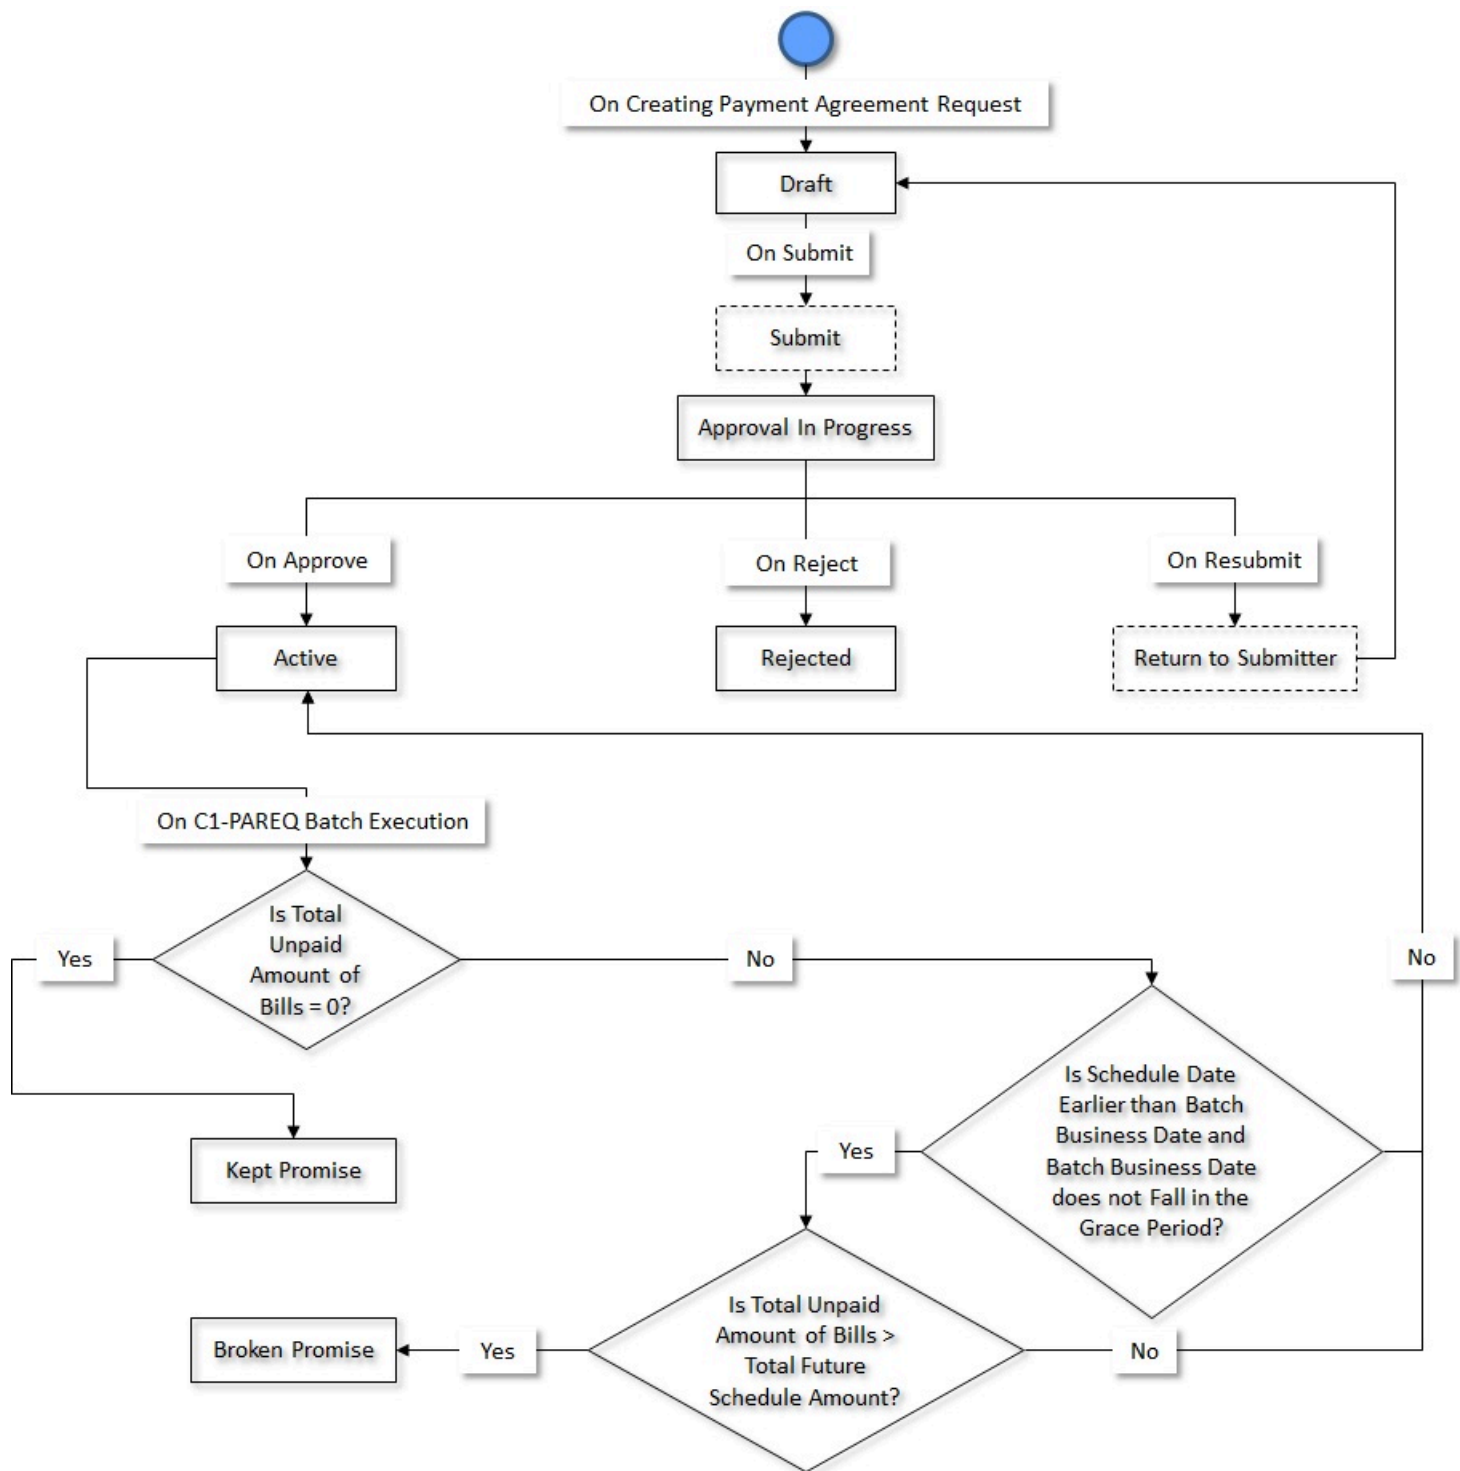 On Creating Payment Agreement Request
Draft
On Submit
Submit
Approval In Progress
On Approve
On Reject
On Resubmit
Active
Rejected
Return to Submitter
On C1-PAREQ Batch Execution
Is Total
Unpaid
Amount of
Bills = 0?
Yes
No
No
Is Schedule Date
Earlier than Batch
Business Date and
Batch Business Date
does not Fall in the
Grace Period?
Yes
Kept Promise
Is Total Unpaid
Amount of Bills >
Total Future
Schedule Amount?
Broken Promise
Yes
No